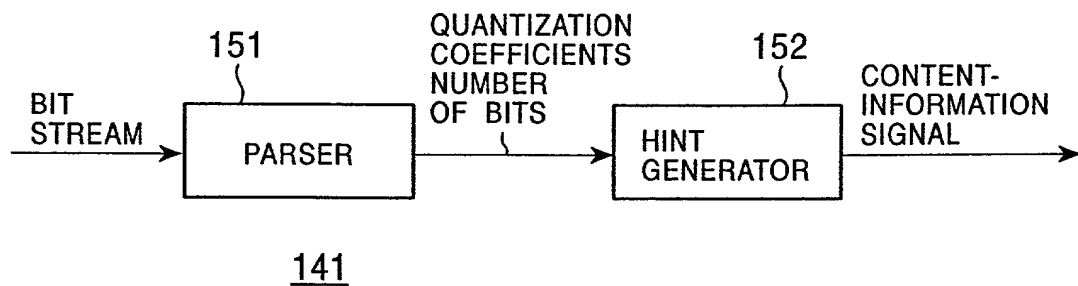 151
QUANTIZATION
COEFFICIENTS
NUMBER
OF BITS
152
BIT
STREAM
CONTENT-
INFORMATION
SIGNAL
PARSER
HINT
GENERATOR
141